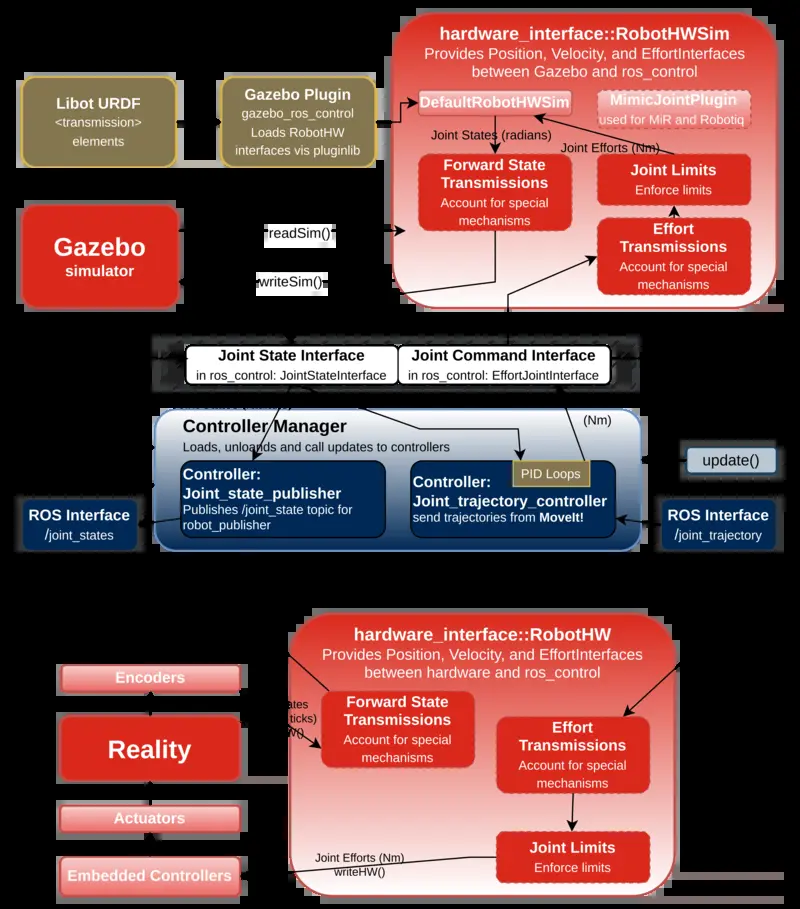 hardware_interface::RobotHWSim
Provides Position, Velocity, and EffortInterfaces
between Gazebo and ros_control
Libot URDF
<transmission>
elements
Gazebo Plugin
gazebo_ros_control
Loads RobotHW
interfaces vis pluginlib
DefaultRobotHWSim
MimicJointPlugin
used for MiR and Robotiq
Joint States (radians)
Joint Efforts (Nm)
Forward State
Transmissions
Account for special
mechanisms
Joint Limits
Enforce limits
Effort
Transmissions
Account for special
mechanisms
Gazebo
simulator
readSim()
writeSim()
Joint State Interface
in ros_control: JointStateInterface
Joint Command Interface
in ros_control: EffortJointInterface
(Nm)
Controller Manager
Loads, unloands and call updates to controllers
update()
Controller:
Joint_state_publisher
Publishes /joint_state topic for
robot_publisher
PID Loops
Controller:
Joint_trajectory_controller
send trajectories from MoveIt!
ROS Interface
/joint_states
ROS Interface
/joint_trajectory
hardware_interface::RobotHW
Provides Position, Velocity, and EffortInterfaces
between hardware and ros_control
Encoders
Reality
Actuators
Embedded Controllers
ticks)
Forward State
Transmissions
Account for special
mechanisms
Effort
Transmissions
Account for special
mechanisms
Joint Limits
Enforce limits
Joint Efforts (Nm)
writeHW()